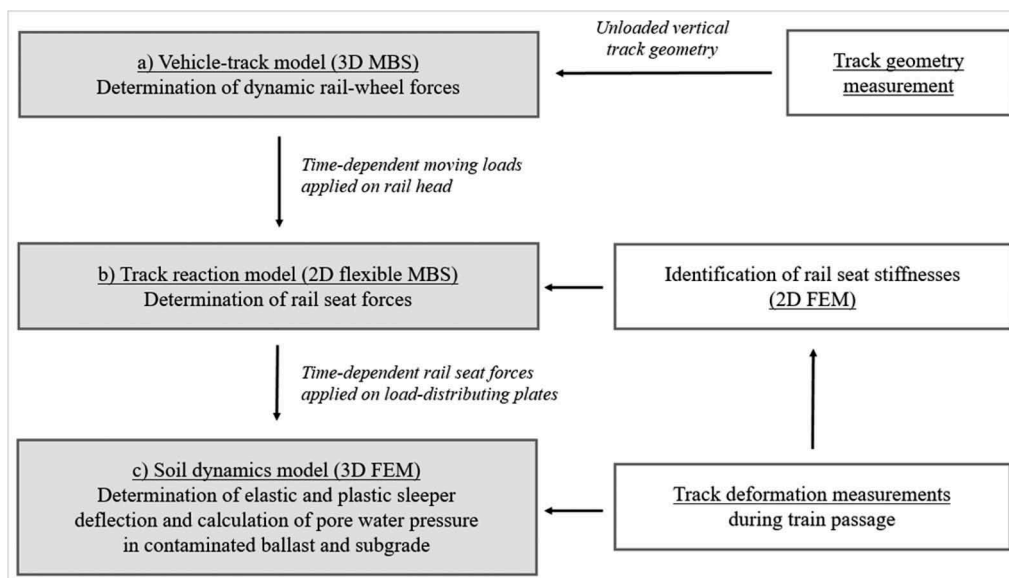 Unloaded vertical
track geometry
a) Vehicle-track model (3D MBS)
Determination of dynamic rail-wheel forces
Track geometry
measurement
Time-dependent moving loads
applied on rail head
b) Track reaction model (2D flexible MBS)
Determination of rail seat forces
Identification of rail seat stiffnesses
(2D FEM)
Time-dependent rail seat forces
applied on load-distributing plates
c) Soil dynamics model (3D FEM)
Determination of elastic and plastic sleeper
deflection and calculation of pore water pressure
in contaminated ballast and subgrade
Track deformation measurements
during train passage